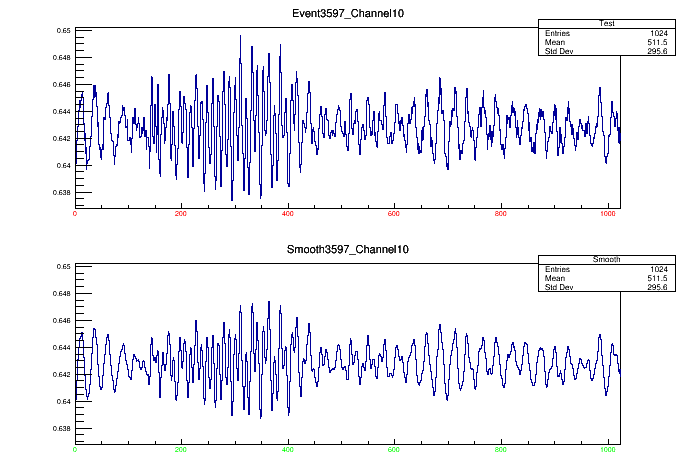 Event3597_Channel10
Test
Entries 1024
Mean 511.5
Std Dev 295.6
0.65
0.648
0.646
0.644
0.642
0.64
0.638
0 200 400 600 800 1000
Smooth3597_Channel10
Smooth
Entries 1024
Mean 511.5
Std Dev 295.6
0.65
0.648
0.646
0.644
0.642
0.64
0.638
0 200 400 600 800 1000